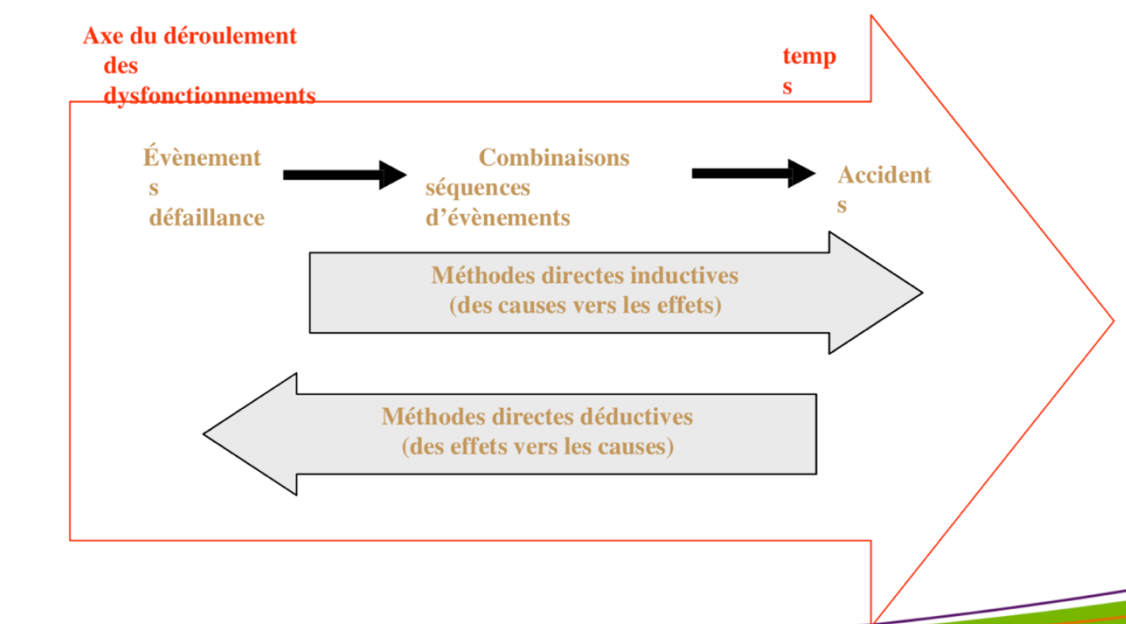 Axe du déroulement
des
dysfonctionnements
temp
s
Évènement
s
défaillance
Combinaisons
séquences
d'évènements
Accident
s
Méthodes directes inductives
(des causes vers les effets)
Méthodes directes déductives
(des effets vers les causes)